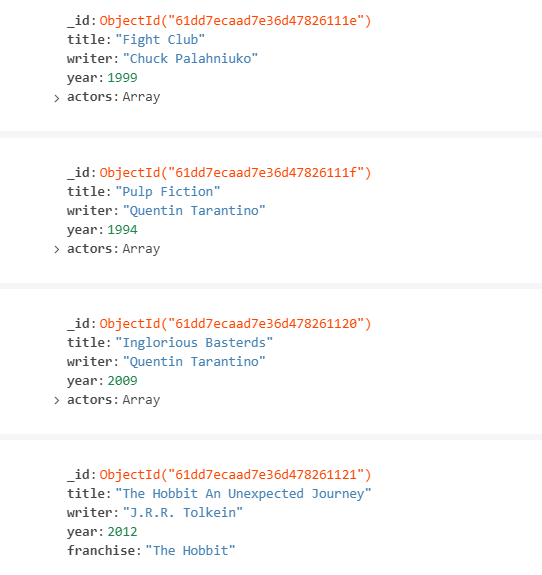 _id: ObjectId("61dd7ecaad7e36d47826111e")
title: "Fight Club"
writer: "Chuck Palahniuko"
year: 1999
> actors: Array
_id: ObjectId("61dd7ecaad7e36d47826111f")
title: "Pulp Fiction"
writer: "Quentin Tarantino"
year: 1994
> actors: Array
_id: ObjectId("61dd7ecaad7e36d478261120")
title: "Inglorious Basterds"
writer: "Quentin Tarantino"
year: 2009
> actors: Array
_id: ObjectId("61dd7ecaad7e36d478261121")
title: "The Hobbit An Unexpected Journey"
writer: "J.R.R. Tolkein"
year: 2012
franchise: "The Hobbit"